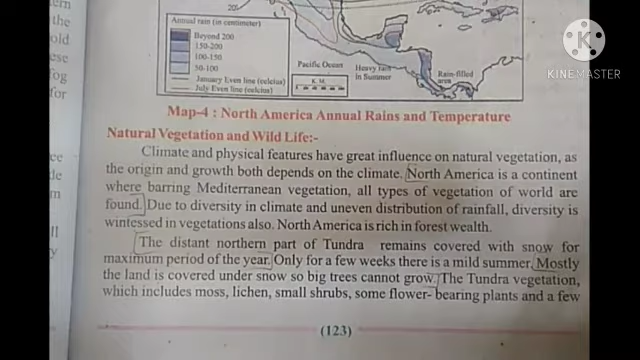 the
old
fog
for
20
KINEMASTER
Annual rain (in centimeter)
Beyond 200
150-200
100-150
50-100
January Even line (celcius)
July Even line (celcius)
Pacific Ocean
K. M.
Heavy rain
in Summer
Rain-filled
area
Map-4 : North America Annual Rains and Temperature
Natural Vegetation and Wild Life:-
Climate and physical features have great influence on natural vegetation, as
the origin and growth both depends on the climate. North America is a continent
where barring Mediterranean vegetation, all types of vegetation of world are
found. Due to diversity in climate and uneven distribution of rainfall, diversity is
wintessed in vegetations also. North America is rich in forest wealth.
The distant northern part of Tundra remains covered with snow for
maximum period of the year. Only for a few weeks there is a mild summer. Mostly
the land is covered under snow so big trees cannot grow. The Tundra vegetation,
which includes moss, lichen, small shrubs, some flower- bearing plants and a few
(123)